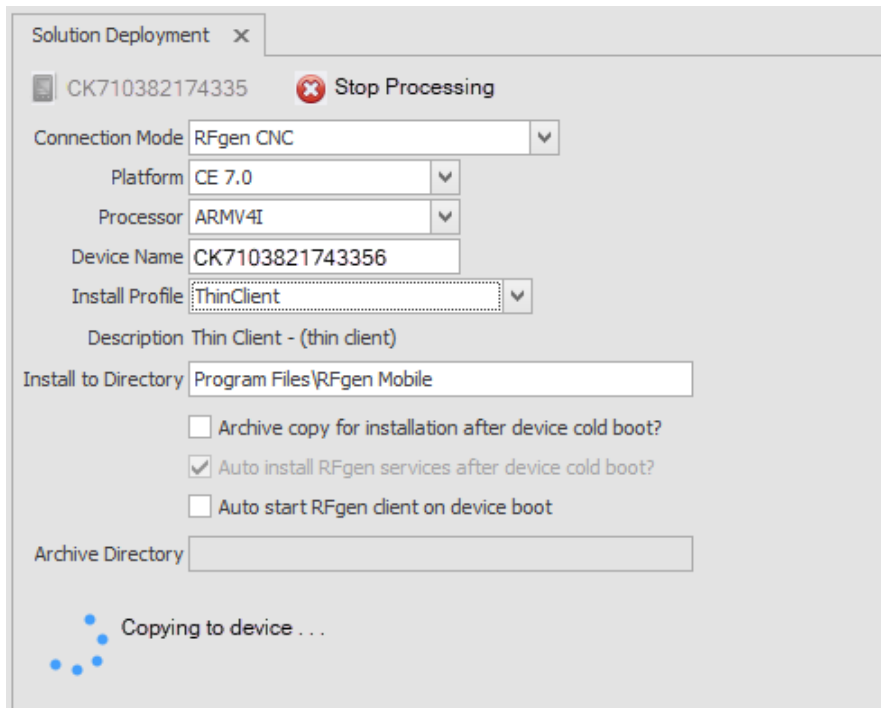 Solution Deployment
CK710382174335 Stop Processing
Connection Mode RFgen CNC
Platform CE 7.0
Processor ARMV4I
Device Name CK7103821743356
Install Profile ThinClient
Description Thin Client - (thin client)
Install to Directory Program Files\RFgen Mobile
Archive copy for installation after device cold boot?
Auto install RFgen services after device cold boot?
Auto start RFgen client on device boot
Archive Directory
Copying to device . . .